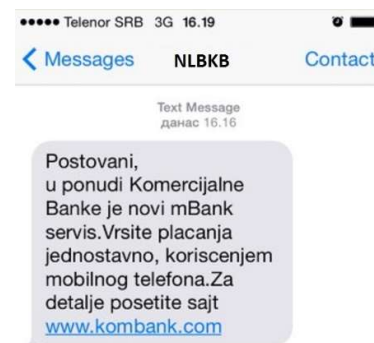 Telenor SRB 3G 16.19
Messages NLBKB Contact
Text Message
данас 16.16
Postovani,
u ponudi Komercijalne
Banke je novi mBank
servis.Vrsite placanja
jednostavno, koriscenjem
mobilnog telefona.Za
detalje posetite sajt
www.kombank.com